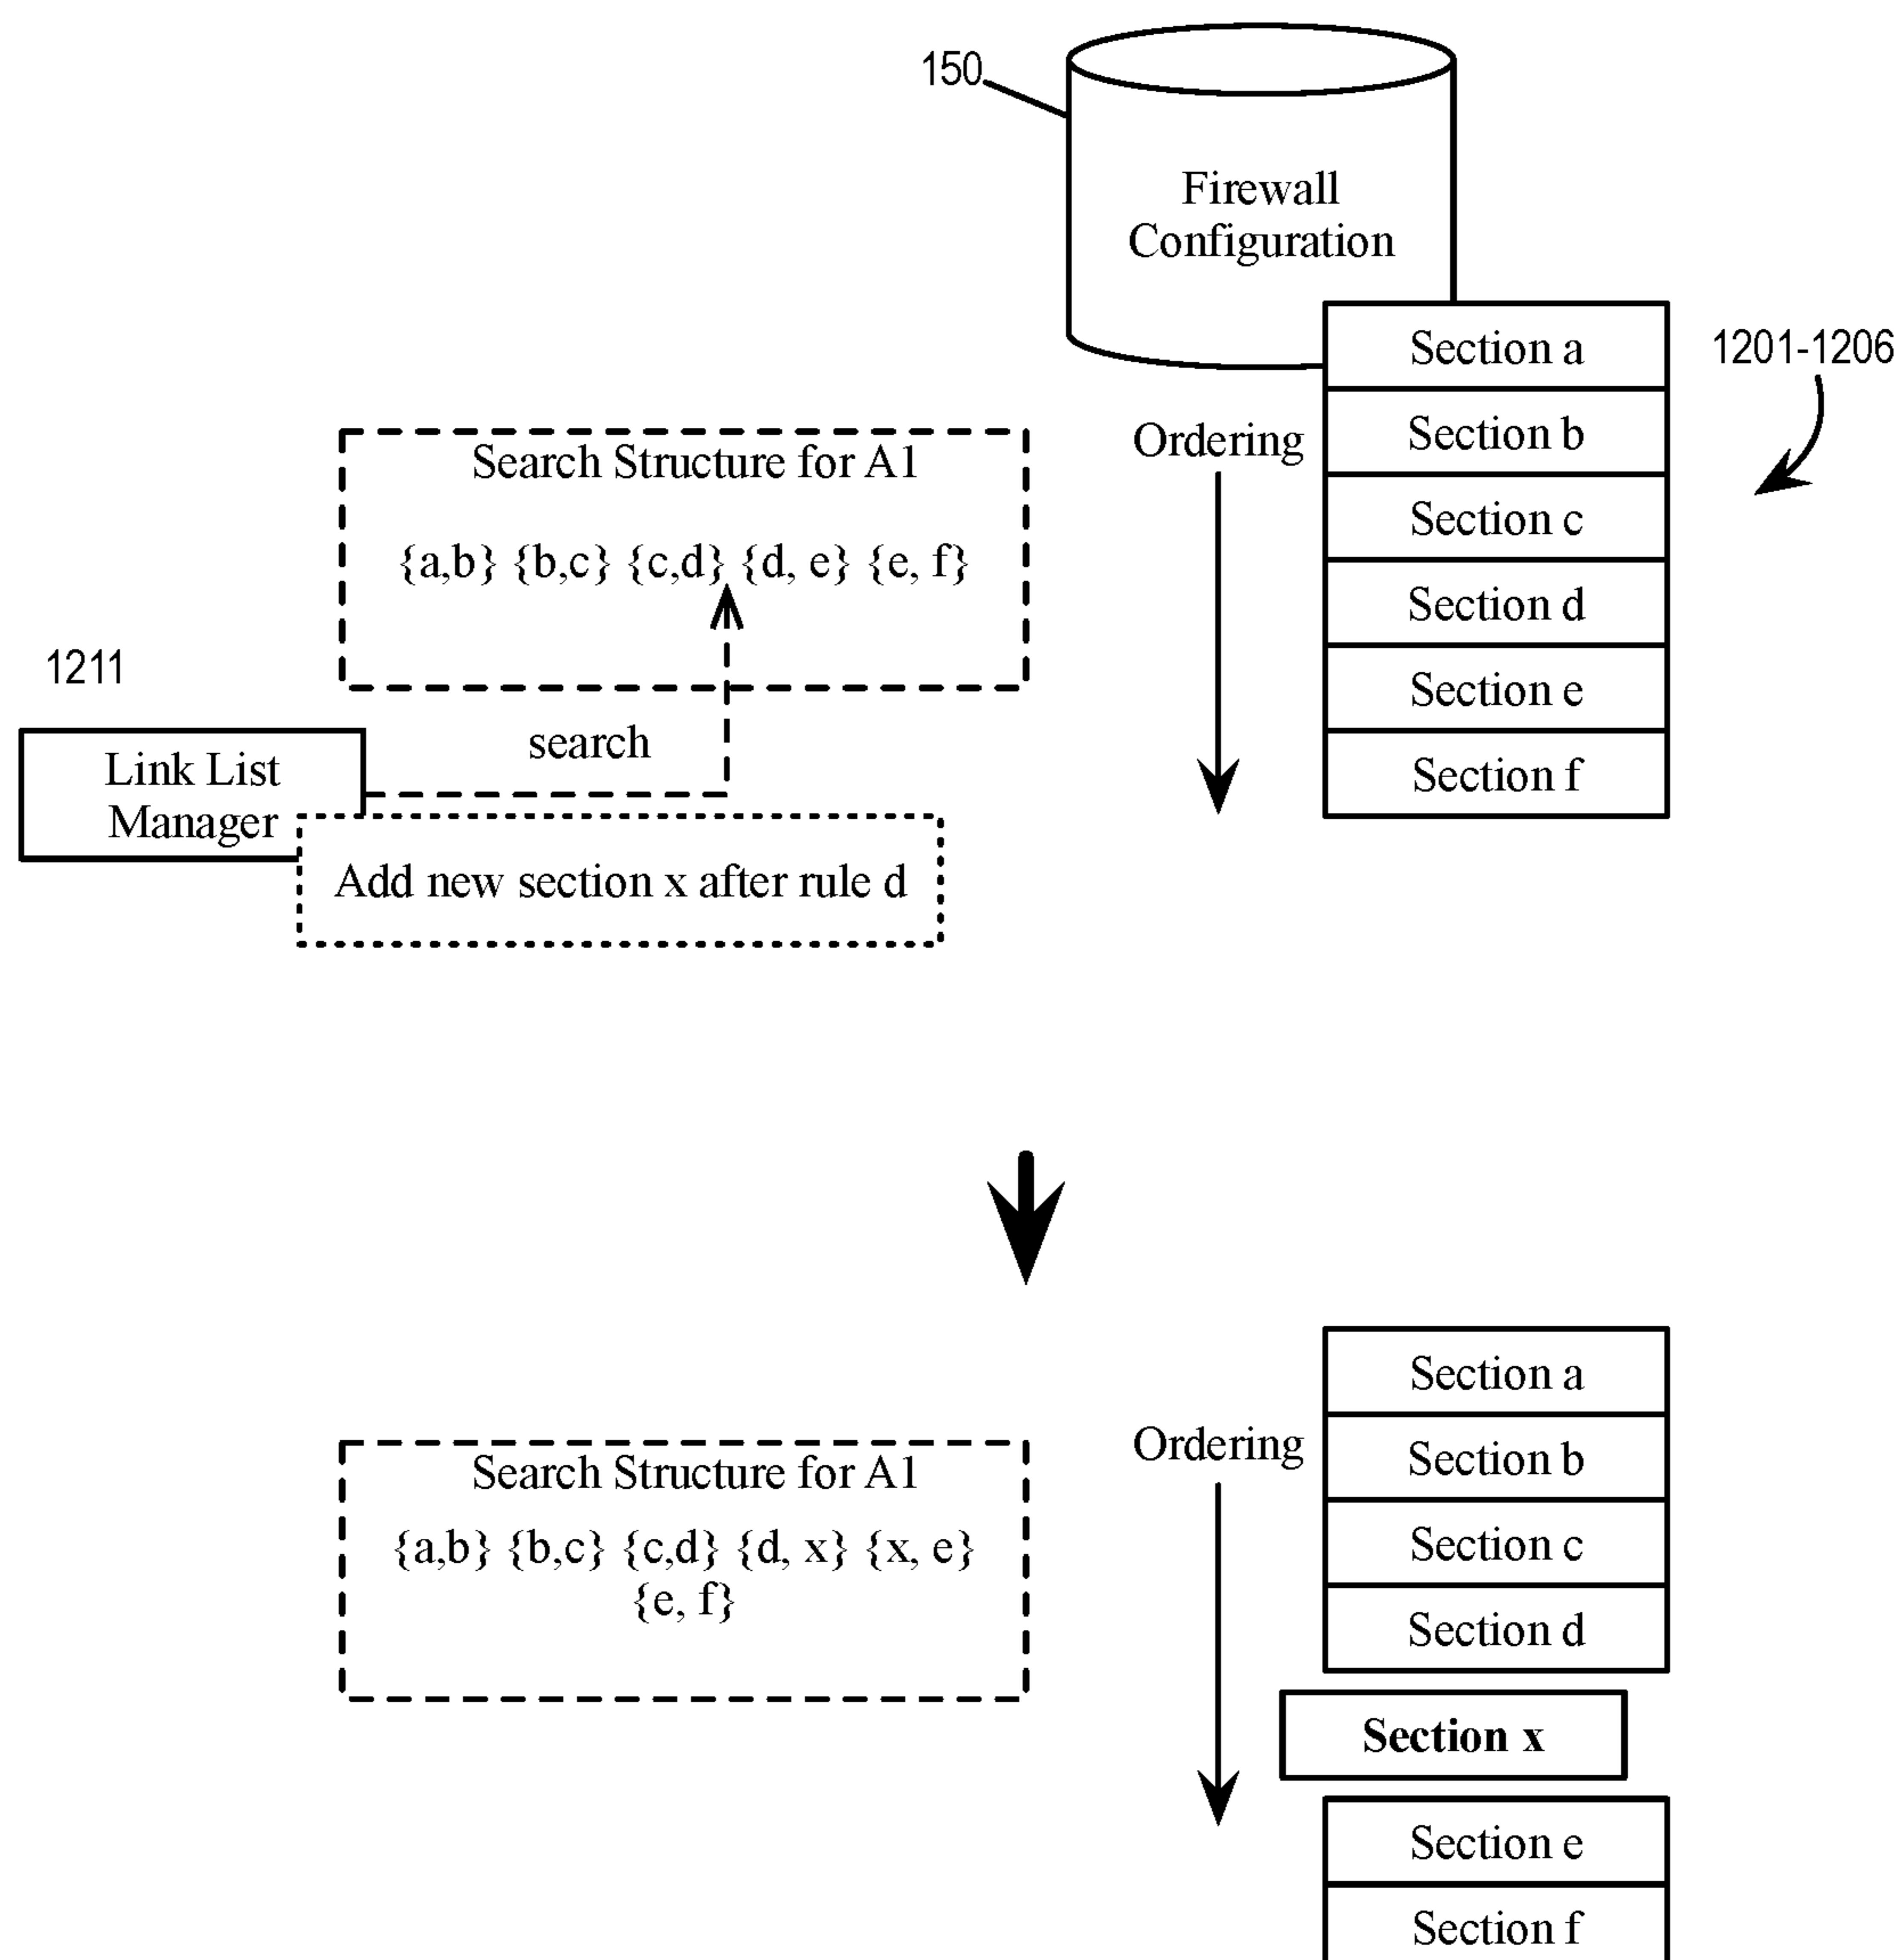 150
Firewall
Configuration
Section a
1201-1206
Ordering
Section b
Search Structure for A1
Section c
{a,b} {b,c} {c,d} {d, e} {e, f}
Section d
1211
Section e
search
Link List
Manager
Section f
Add new section x after rule d
Section a
Ordering
Section b
Search Structure for A1
Section c
{a,b} {b,c} {c,d} {d, x} {x, e}
{e, f}
Section d
Section x
Section e
Section f